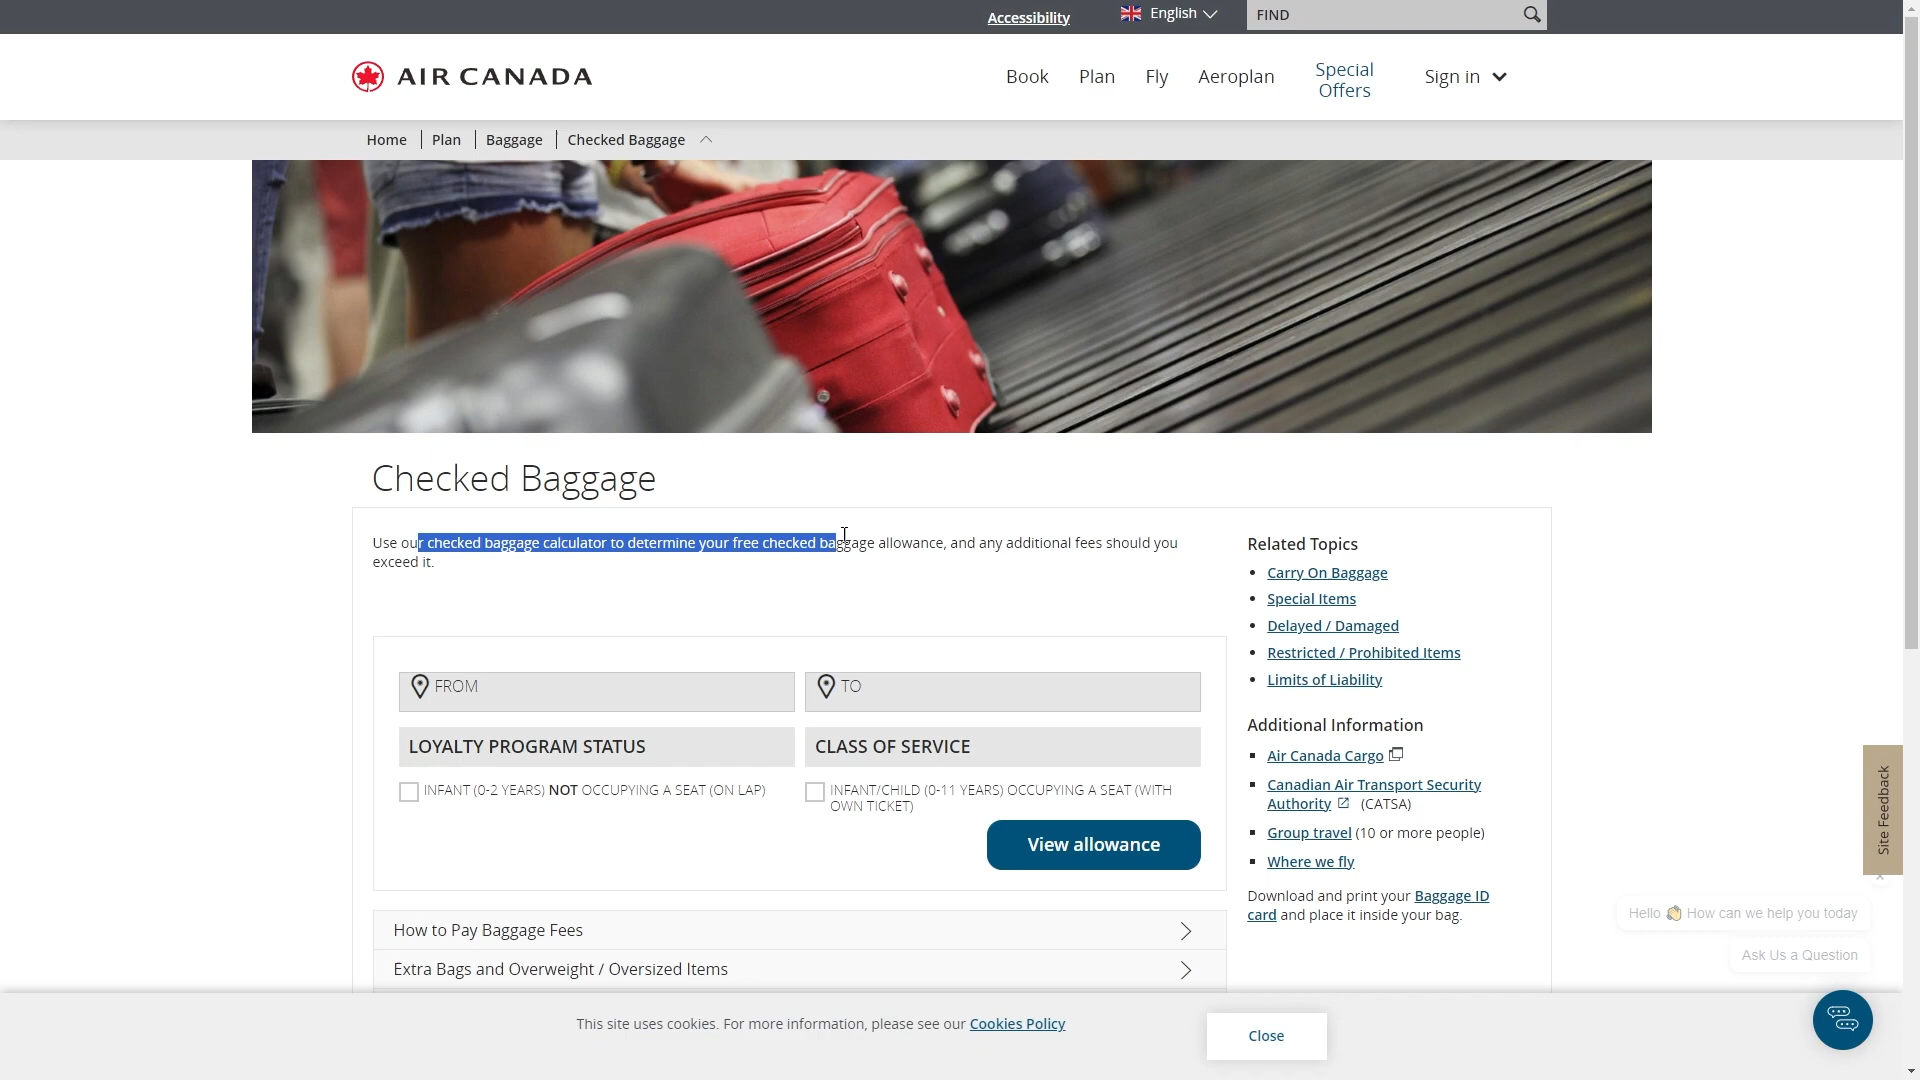 Accessibility
English
FIND
AIR CANADA
Book
Plan
Fly
Aeroplan
Special
Offers
Sign in
Home
Plan
Baggage
Checked Baggage
Checked Baggage
Use our checked baggage calculator to determine your free checked baggage allowance, and any additional fees should you
exceed it.
FROM
TO
LOYALTY PROGRAM STATUS
CLASS OF SERVICE
INFANT (0-2 YEARS) NOT OCCUPYING A SEAT (ON LAP)
INFANT/CHILD (0-11 YEARS) OCCUPYING A SEAT (WITH
OWN TICKET)
View allowance
How to Pay Baggage Fees
Extra Bags and Overweight / Oversized Items
Related Topics
Carry On Baggage
Special Items
Delayed / Damaged
Restricted / Prohibited Items
Limits of Liability
Additional Information
Air Canada Cargo
Canadian Air Transport Security
Authority (CATSA)
Group travel (10 or more people)
Where we fly
Download and print your Baggage ID
card and place it inside your bag.
Site Feedback
Hello 👏 How can we help you today
Ask Us a Question
This site uses cookies. For more information, please see our Cookies Policy
Close